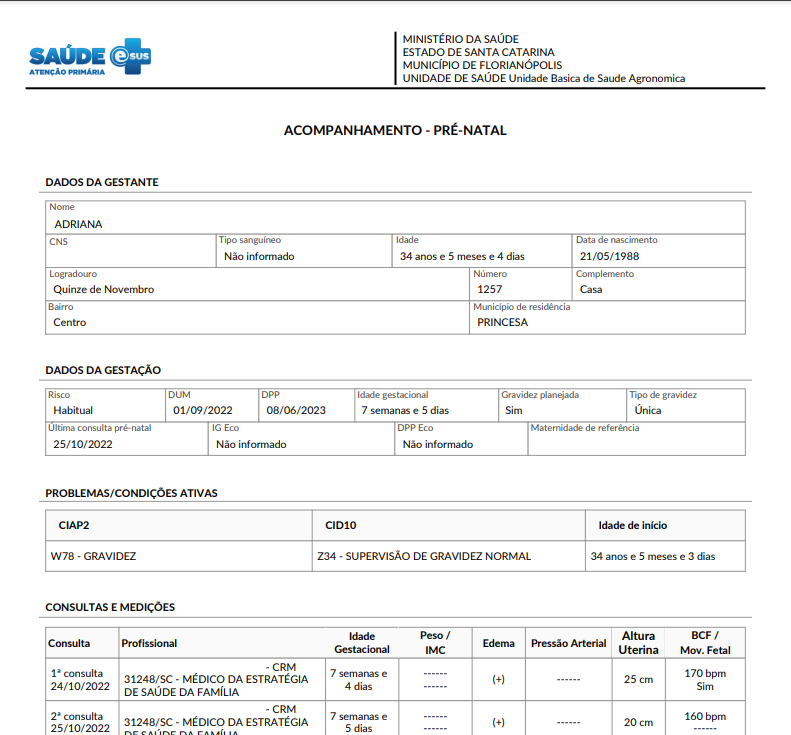 SAÚDE e SUS
ATENÇÃO PRIMÁRIA
MINISTÉRIO DA SAÚDE
ESTADO DE SANTA CATARINA
MUNICÍPIO DE FLORIANÓPOLIS
UNIDADE DE SAÚDE Unidade Basica de Saude Agronomica
ACOMPANHAMENTO - PRÉ-NATAL
DADOS DA GESTANTE
Nome
ADRIANA
CNS Tipo sanguíneo Idade Data de nascimento
Não informado 34 anos e 5 meses e 4 dias 21/05/1988
Logradouro Número Complemento
Quinze de Novembro 1257 Casa
Bairro Município de residência
Centro PRINCESA
DADOS DA GESTAÇÃO
Risco DUM DPP Idade gestacional Gravidez planejada Tipo de gravidez
Habitual 01/09/2022 08/06/2023 7 semanas e 5 dias Sim Única
Última consulta pré-natal IG Eco DPP Eco Maternidade de referência
25/10/2022 Não informado Não informado
PROBLEMAS/CONDIÇÕES ATIVAS
CIAP2 CID10 Idade de início
W78 - GRAVIDEZ Z34 - SUPERVISÃO DE GRAVIDEZ NORMAL 34 anos e 5 meses e 3 dias
CONSULTAS E MEDIÇÕES
Consulta Profissional Idade Gestacional Peso / IMC Edema Pressão Arterial Altura Uterina BCF / Mov. Fetal
- CRM
1ª consulta 31248/SC - MÉDICO DA ESTRATÉGIA 7 semanas e ------ (+) ------ 25 cm 170 bpm
24/10/2022 DE SAÚDE DA FAMÍLIA 4 dias ------ Sim
- CRM
2ª consulta 31248/SC - MÉDICO DA ESTRATÉGIA 7 semanas e ------ (+) ------ 20 cm 160 bpm
25/10/2022 DE SAÚDE DA FAMÍLIA 5 dias ------ ------